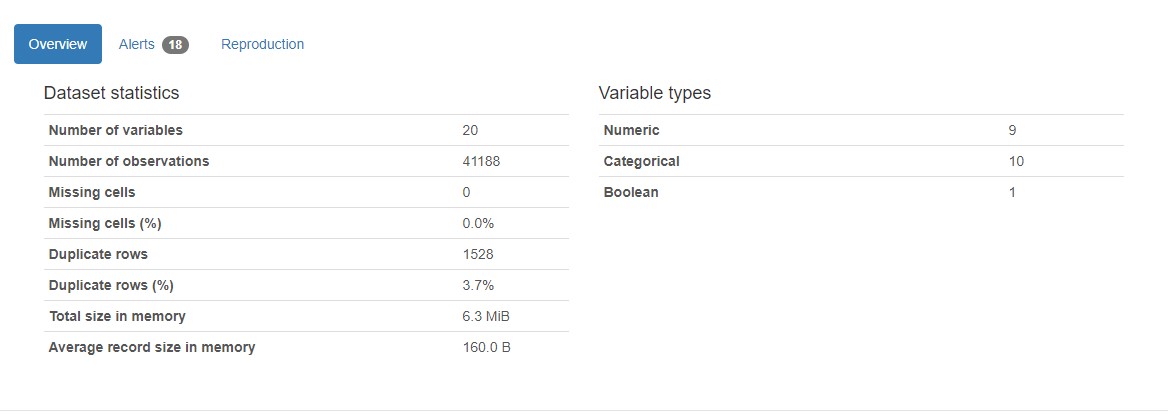 Overview Alerts 18 Reproduction
Dataset statistics
Number of variables 20
Number of observations 41188
Missing cells 0
Missing cells (%) 0.0%
Duplicate rows 1528
Duplicate rows (%) 3.7%
Total size in memory 6.3 MiB
Average record size in memory 160.0 B
Variable types
Numeric 9
Categorical 10
Boolean 1